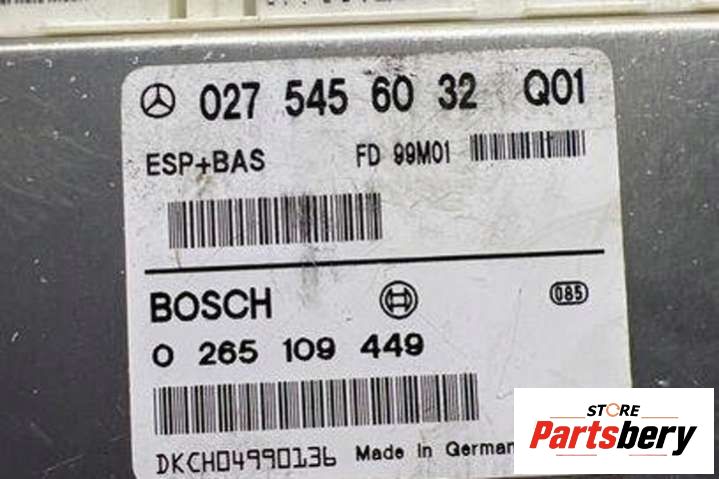 027 545 60 32 Q01
ESP+BAS FD 99M01
BOSCH 085
0 265 109 449
DKCH04990136 Made in German
STORE
Partsbery